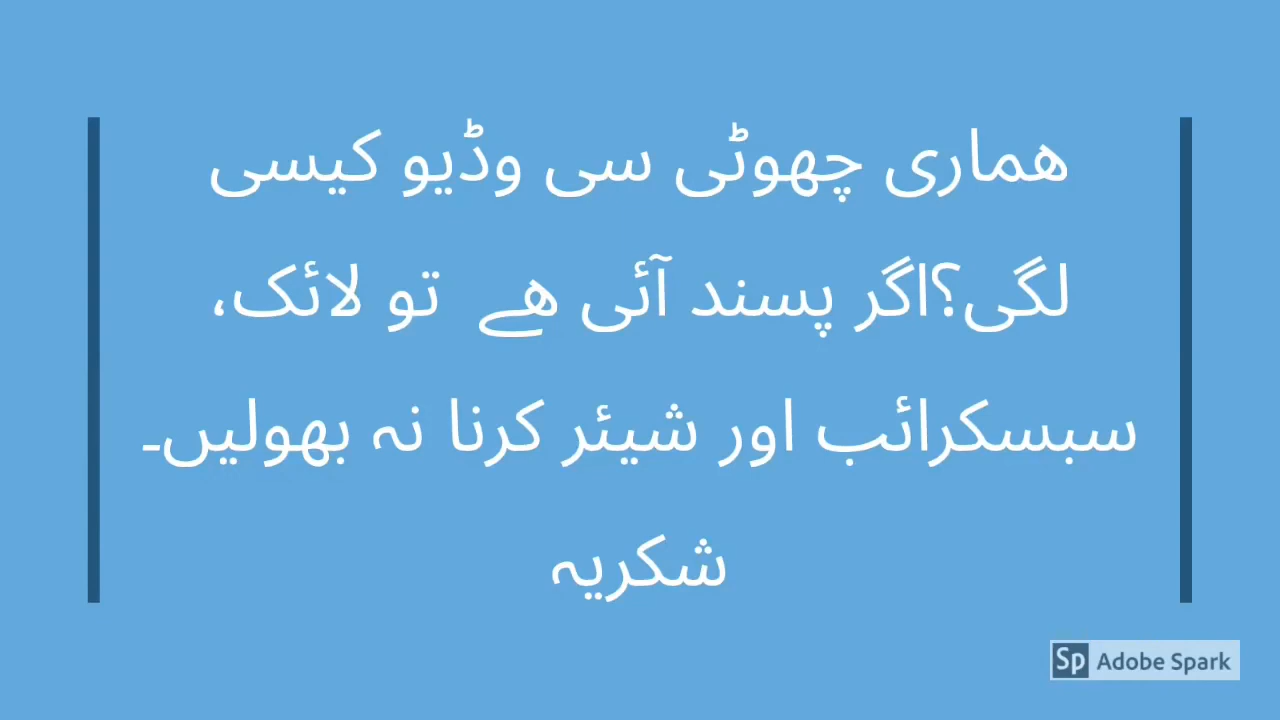 ھماری چھوٹی سی وڈیو کیسی
لگی؟اگر پسند آئی ھے تو لائک،
سبسکرائب اور شیئر کرنا نہ بھولیں۔
شکریہ
Sp Adobe Spark